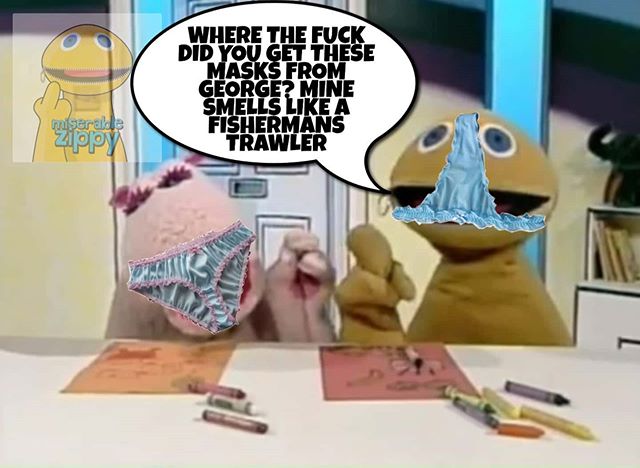 WHERE THE FUCK
DID YOU GET THESE
MASKS FROM
GEORGE? MINE
SMELLS LIKE A
FISHERMANS
TRAWLER
miserable
zippy